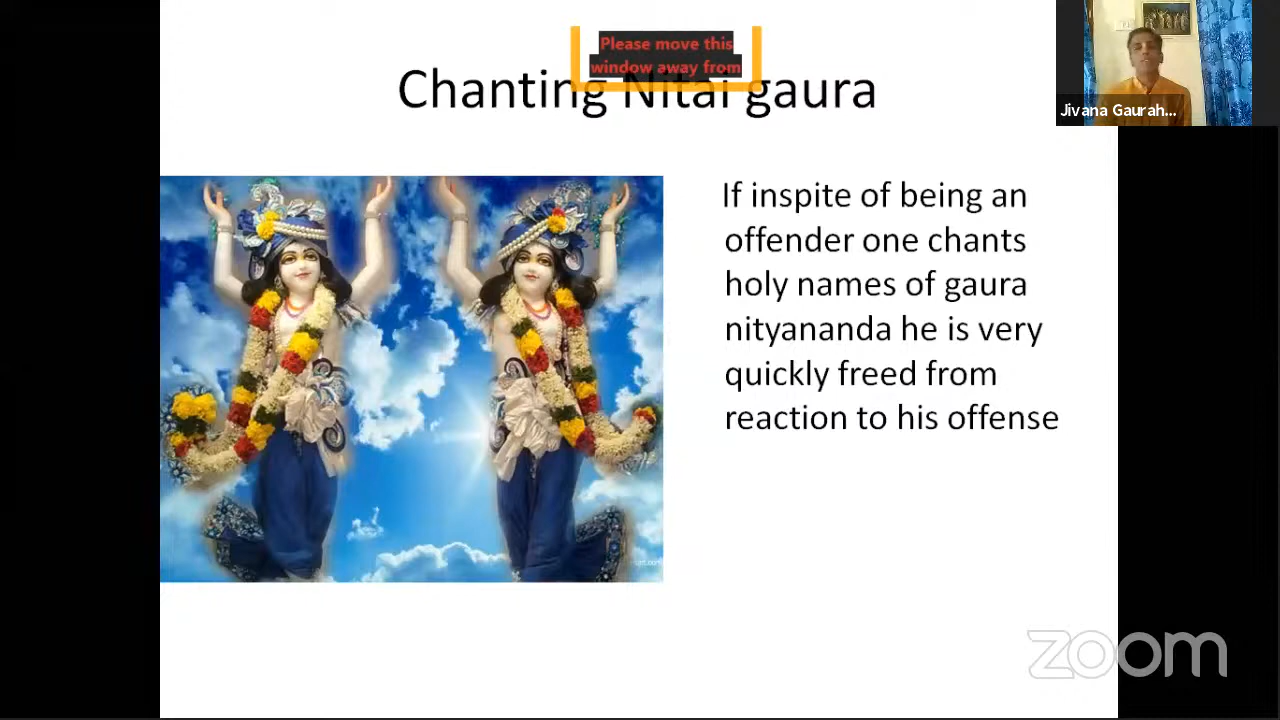 Please move this
window away from
Chanting Nitai gaura
Jivana Gaurah...
If inspite of being an
offender one chants
holy names of gaura
nityananda he is very
quickly freed from
reaction to his offense
zoom